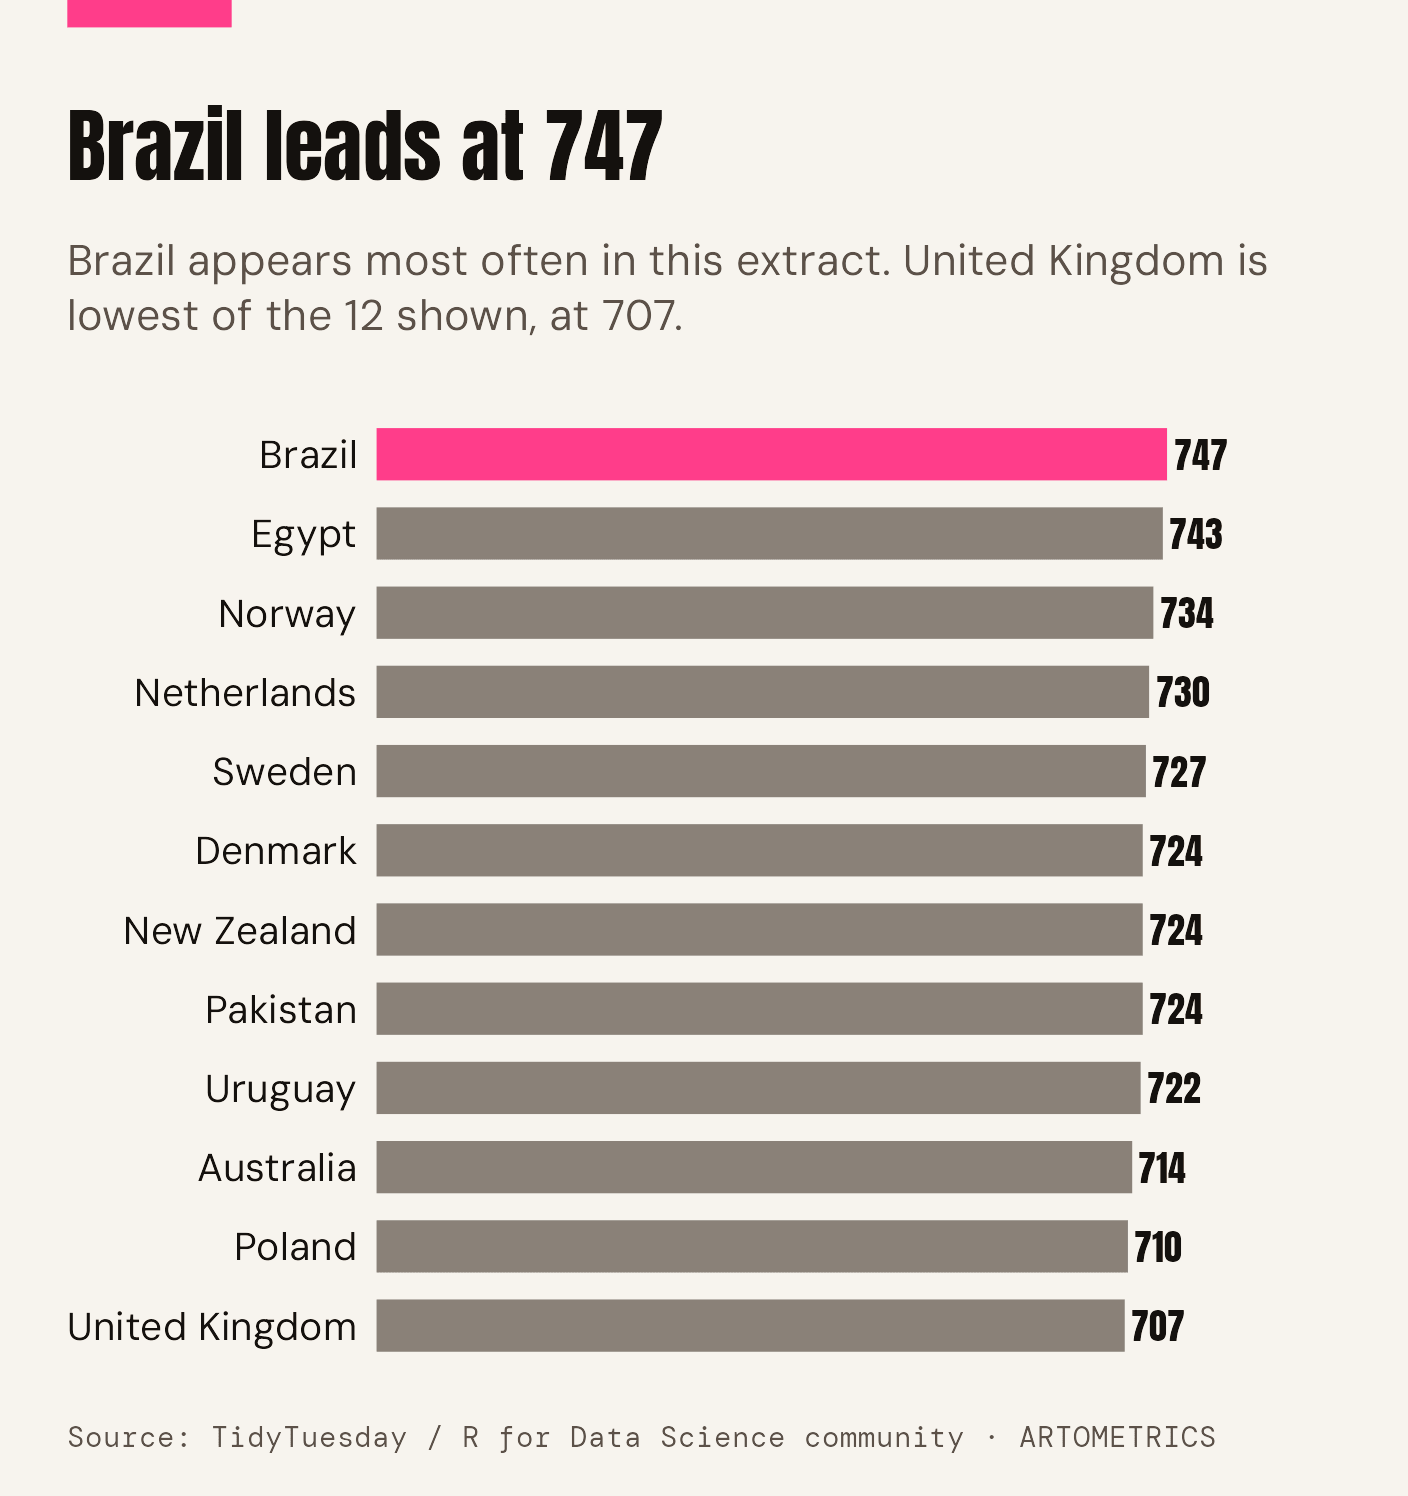 Brazil leads at 747
Brazil appears most often in this extract. United Kingdom is
lowest of the 12 shown, at 707.
Brazil 747
Egypt 743
Norway 734
Netherlands 730
Sweden 727
Denmark 724
New Zealand 724
Pakistan 724
Uruguay 722
Australia 714
Poland 710
United Kingdom 707
Source: TidyTuesday / R for Data Science community · ARTOMETRICS